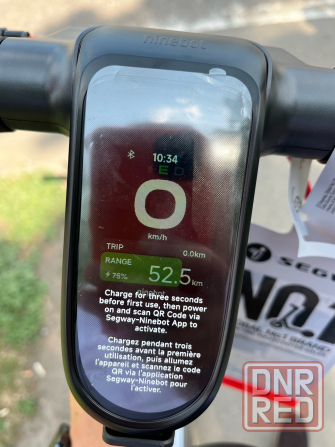 ninebot
10:34
E D
0
km/h
TRIP 0.0km
RANGE
75% 52.5km
ninebot
Charge for three seconds
before first use, then power
on and scan QR Code via
Segway-Ninebot App to
activate.
Chargez pendant trois
secondes avant la première
utilisation, puis allumez
l'appareil et scannez le code
QR via l'application
Segway-Ninebot pour
l'activer.
SEGW
NO.1
DNR
RED